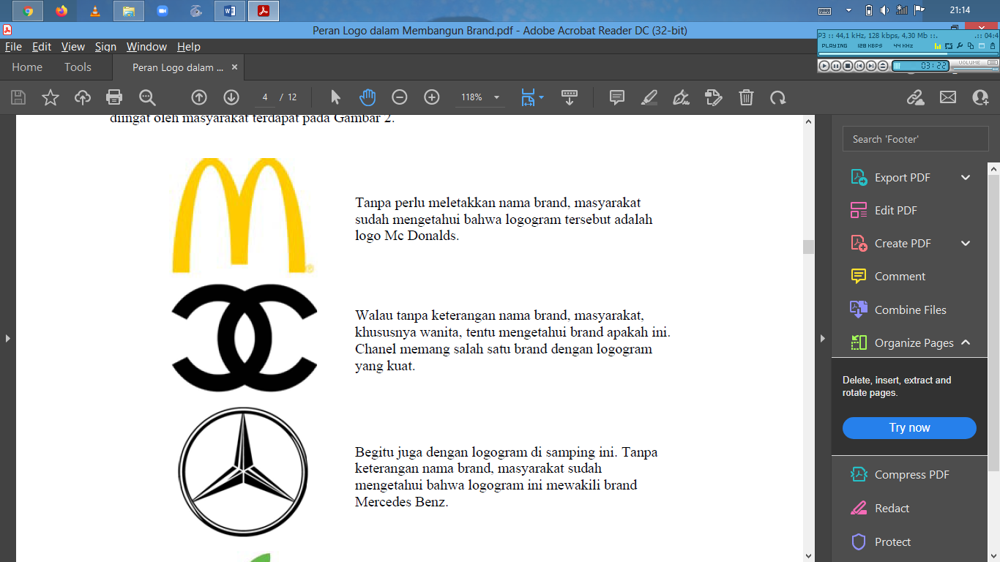 21:14
Peran Logo dalam Membangun Brand.pdf - Adobe Acrobat Reader DC (32-bit)
P3 :: 44,1 kHz, 128 kbps, 4,30 Mb ::. .:: 04:4
PLAYING 128 KBPS 44 KHZ
03:22
VOLUME
File Edit View Sign Window Help
Home Tools Peran Logo dalam ... ×
4 / 12 118%
diingat oleh masyarakat terdapat pada Gambar 2.
Tanpa perlu meletakkan nama brand, masyarakat
sudah mengetahui bahwa logogram tersebut adalah
logo Mc Donalds.
®
Walau tanpa keterangan nama brand, masyarakat,
khususnya wanita, tentu mengetahui brand apakah ini.
Chanel memang salah satu brand dengan logogram
yang kuat.
Begitu juga dengan logogram di samping ini. Tanpa
keterangan nama brand, masyarakat sudah
mengetahui bahwa logogram ini mewakili brand
Mercedes Benz.
Search 'Footer'
Export PDF
Edit PDF
Create PDF
Comment
Combine Files
Organize Pages
Delete, insert, extract and
rotate pages.
Try now
Compress PDF
Redact
Protect